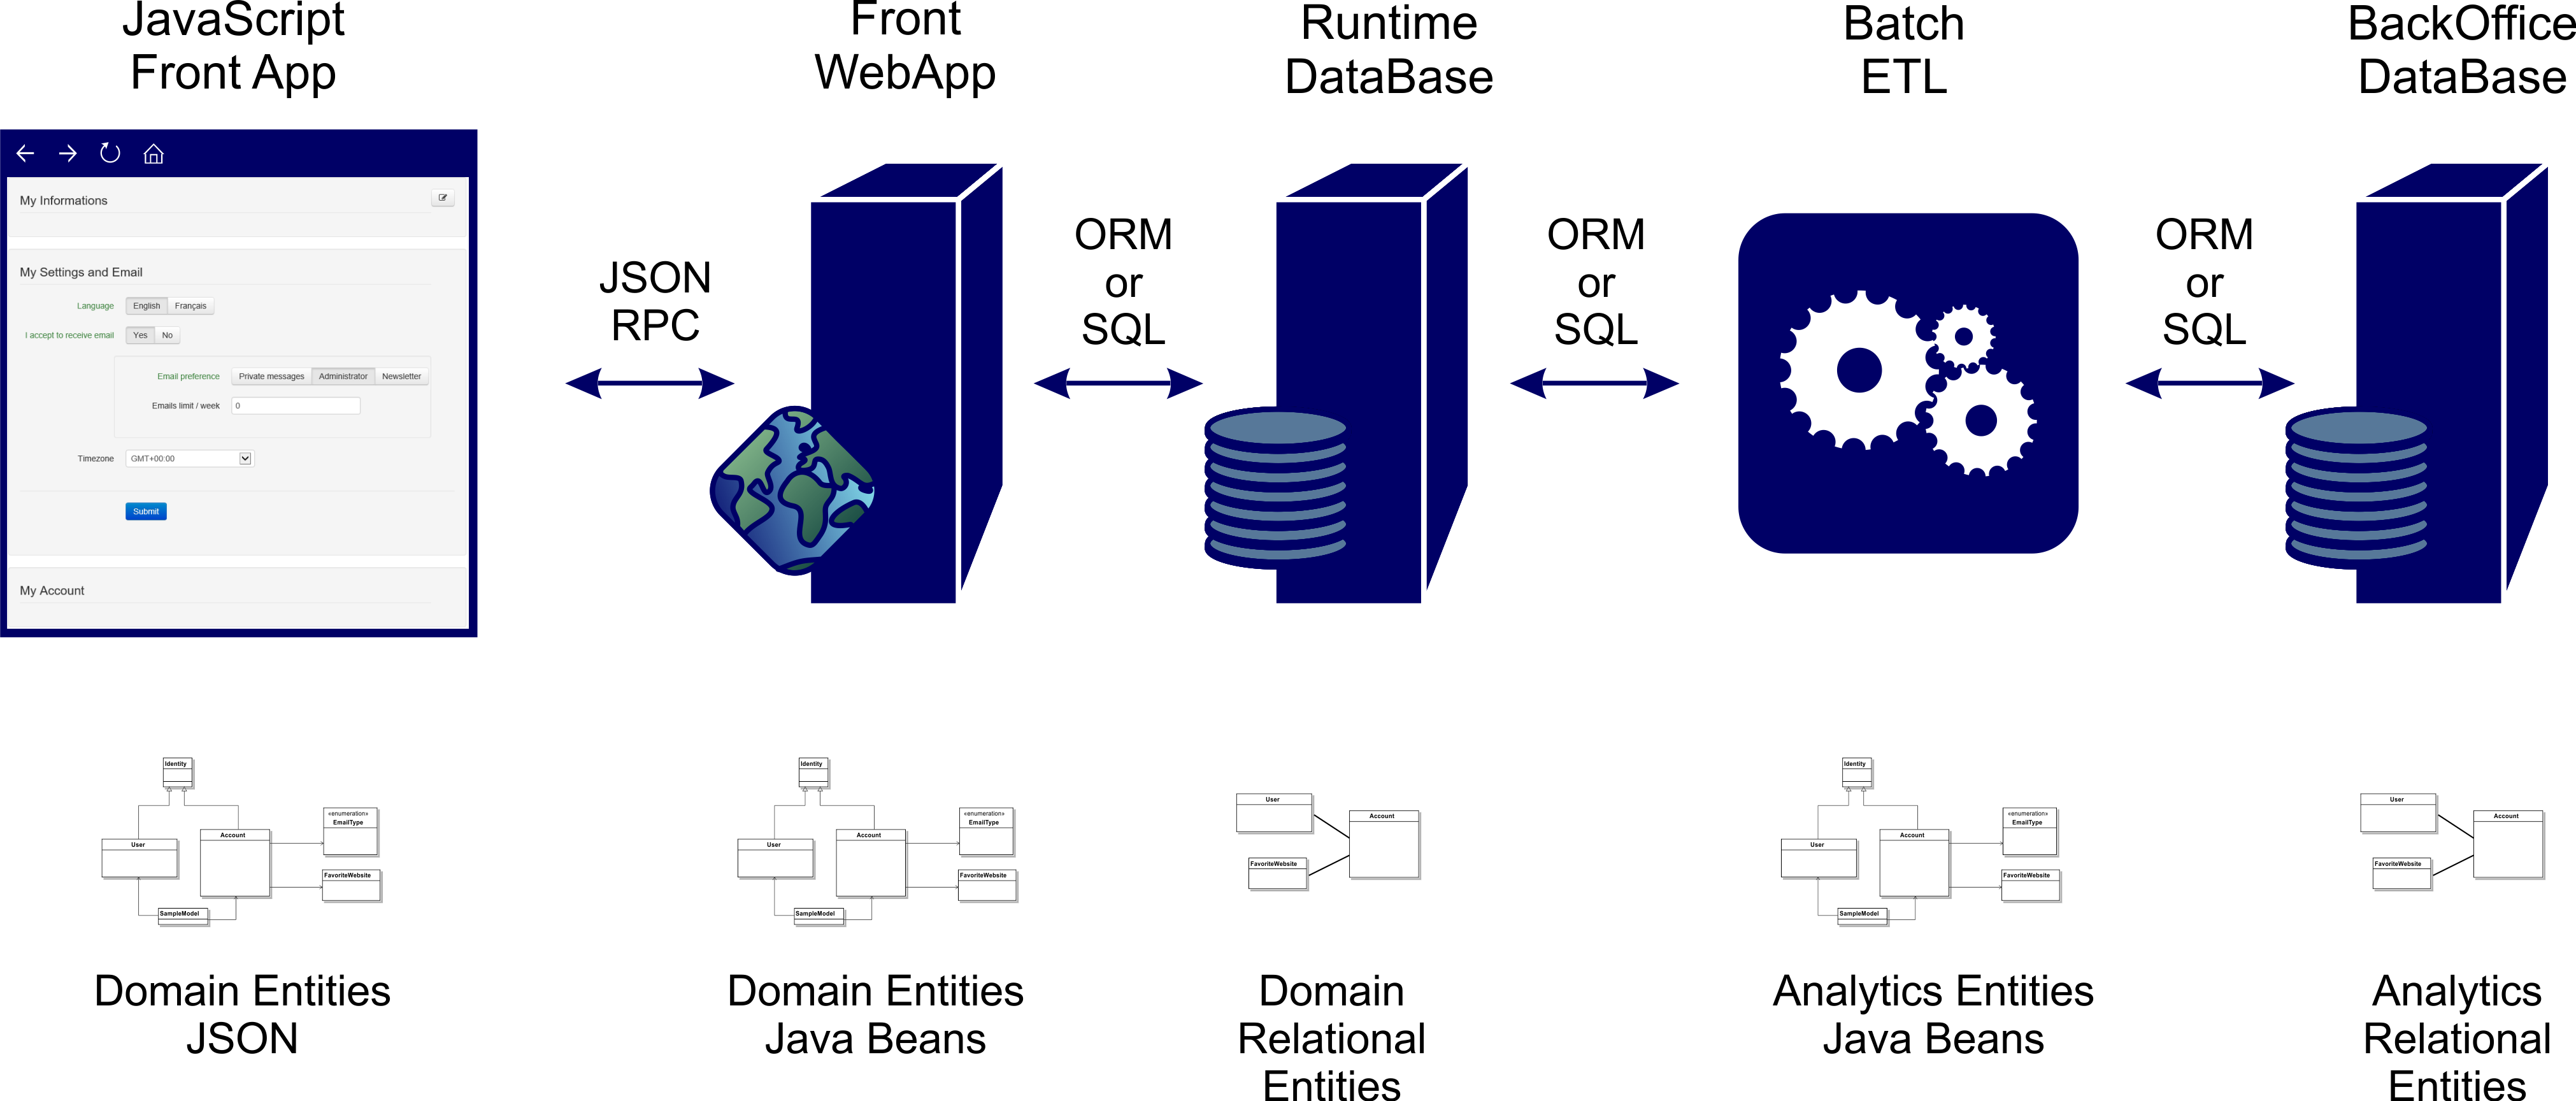 JavaScript
Front App
Front
WebApp
Runtime
DataBase
Batch
ETL
BackOffice
DataBase
My Informations
My Settings and Email
Language
English
Français
I accept to receive email
Yes
No
Email preference
Private messages
Administrator
Newsletter
Emails limit / week
0
Timezone
GMT+00:00
Submit
My Account
JSON
RPC
ORM
or
SQL
ORM
or
SQL
ORM
or
SQL
Identity
User
Account
«enumeration»
EmailType
FavoriteWebsite
SampleModel
Identity
User
Account
«enumeration»
EmailType
FavoriteWebsite
SampleModel
User
Account
FavoriteWebsite
Identity
User
Account
«enumeration»
EmailType
FavoriteWebsite
SampleModel
User
Account
FavoriteWebsite
Domain Entities
JSON
Domain Entities
Java Beans
Domain
Relational
Entities
Analytics Entities
Java Beans
Analytics
Relational
Entities